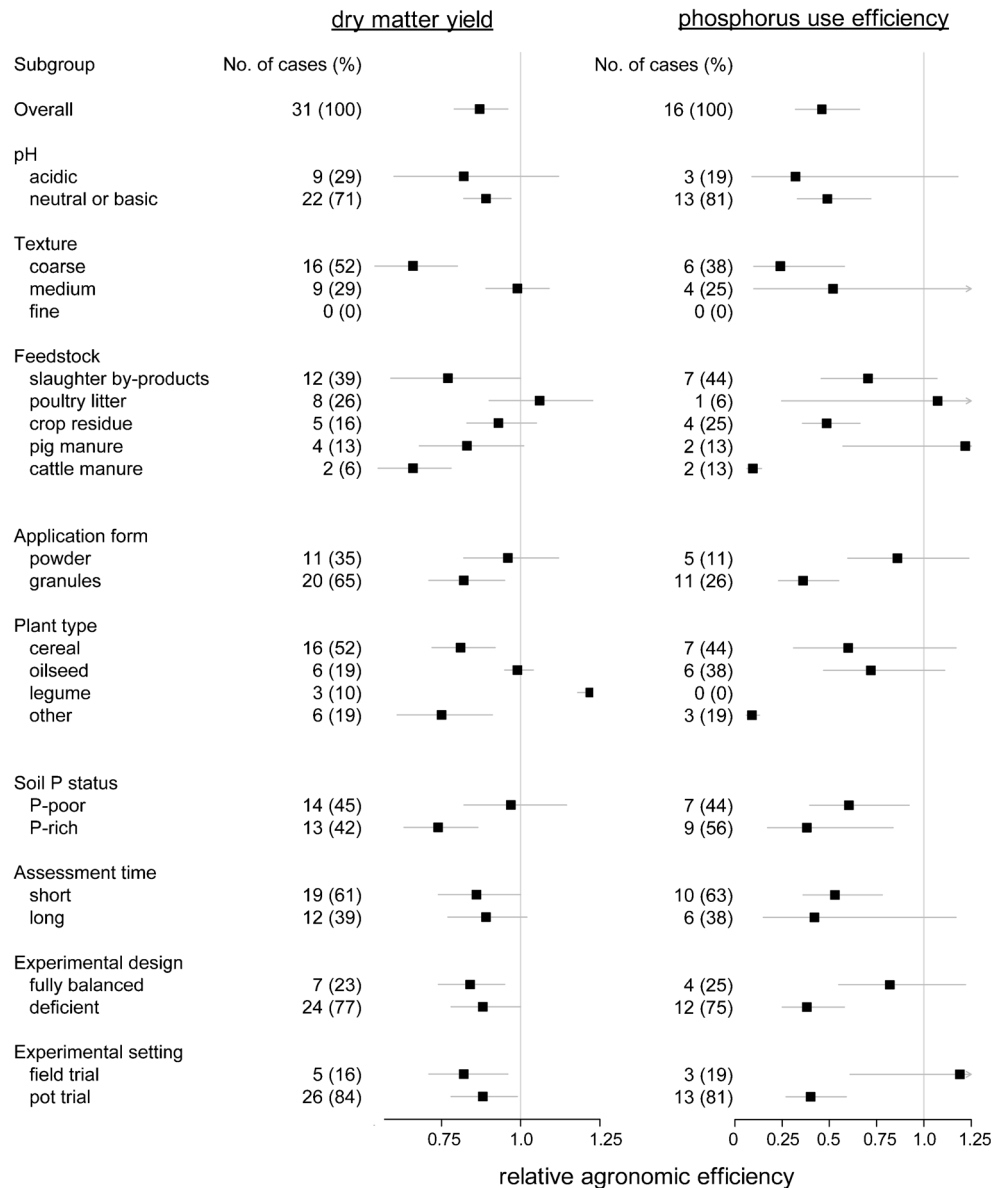 dry matter yield phosphorus use efficiency
Subgroup No. of cases (%) No. of cases (%)
Overall 31 (100) 16 (100)
pH
acidic 9 (29) 3 (19)
neutral or basic 22 (71) 13 (81)
Texture
coarse 16 (52) 6 (38)
medium 9 (29) 4 (25)
fine 0 (0) 0 (0)
Feedstock
slaughter by-products 12 (39) 7 (44)
poultry litter 8 (26) 1 (6)
crop residue 5 (16) 4 (25)
pig manure 4 (13) 2 (13)
cattle manure 2 (6) 2 (13)
Application form
powder 11 (35) 5 (11)
granules 20 (65) 11 (26)
Plant type
cereal 16 (52) 7 (44)
oilseed 6 (19) 6 (38)
legume 3 (10) 0 (0)
other 6 (19) 3 (19)
Soil P status
P-poor 14 (45) 7 (44)
P-rich 13 (42) 9 (56)
Assessment time
short 19 (61) 10 (63)
long 12 (39) 6 (38)
Experimental design
fully balanced 7 (23) 4 (25)
deficient 24 (77) 12 (75)
Experimental setting
field trial 5 (16) 3 (19)
pot trial 26 (84) 13 (81)
0.75 1.0 1.25 0 0.25 0.5 0.75 1.0 1.25
relative agronomic efficiency